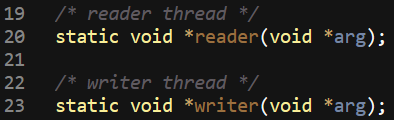 19 /* reader thread */
20 static void *reader(void *arg);
21
22 /* writer thread */
23 static void *writer(void *arg);